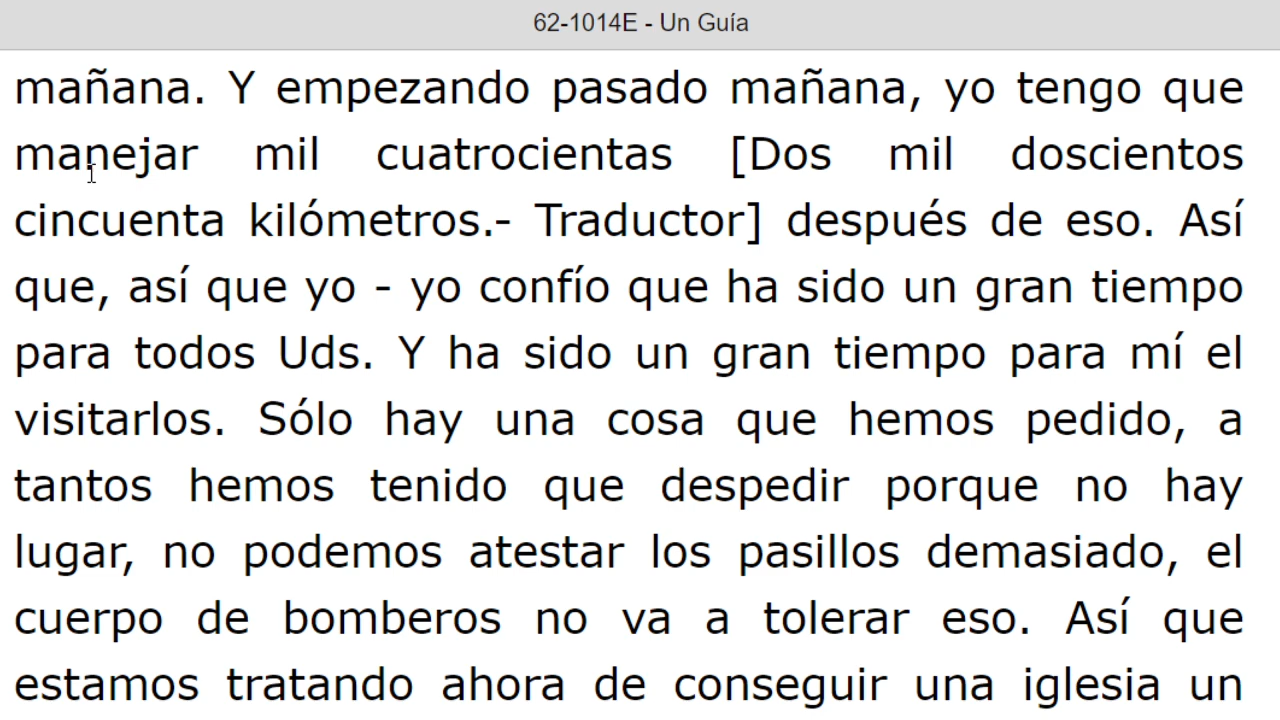 62-1014E - Un Guía
mañana. Y empezando pasado mañana, yo tengo que
manejar mil cuatrocientas [Dos mil doscientos
cincuenta kilómetros.- Traductor] después de eso. Así
que, así que yo - yo confío que ha sido un gran tiempo
para todos Uds. Y ha sido un gran tiempo para mí el
visitarlos. Sólo hay una cosa que hemos pedido, a
tantos hemos tenido que despedir porque no hay
lugar, no podemos atestar los pasillos demasiado, el
cuerpo de bomberos no va a tolerar eso. Así que
estamos tratando ahora de conseguir una iglesia un